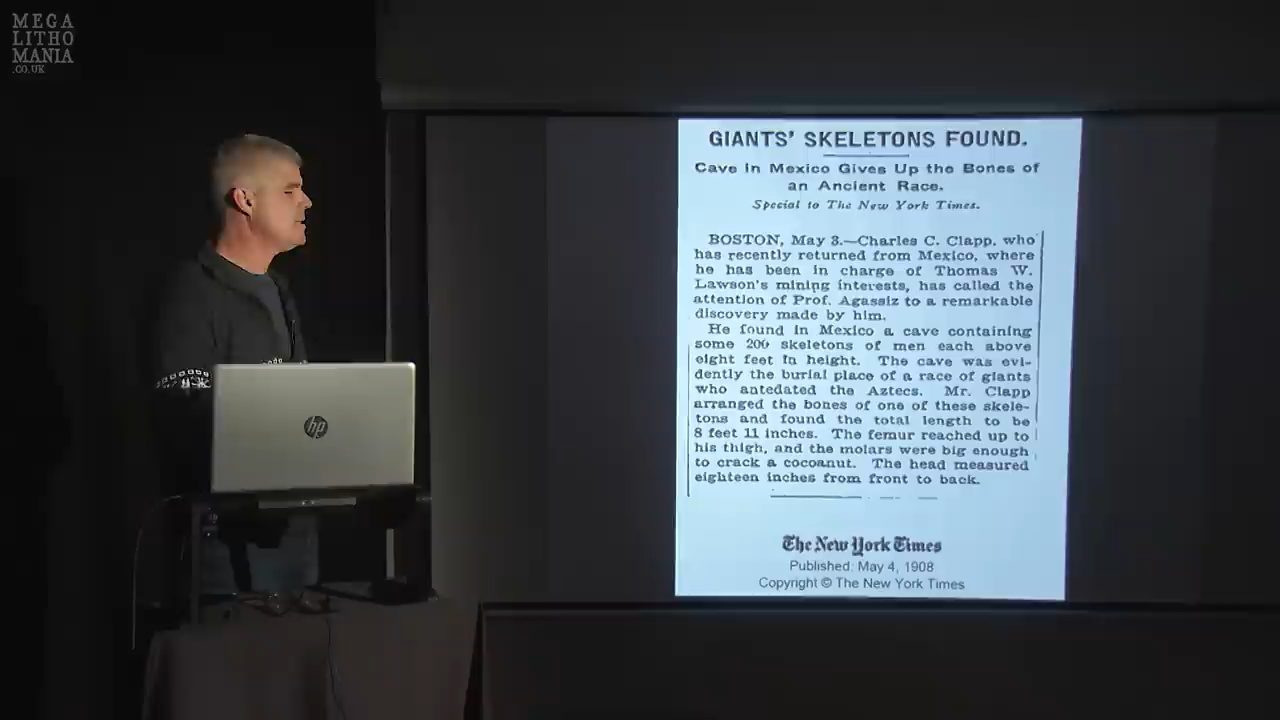 MEGA
LITHO
MANIA
.CO.UK
GIANTS' SKELETONS FOUND.
Cave in Mexico Gives Up the Bones of
an Ancient Race.
Special to The New York Times.
BOSTON, May 3.—Charles C. Clapp, who
has recently returned from Mexico, where
he has been in charge of Thomas W.
Lawson's mining interests, has called the
attention of Prof. Agassiz to a remarkable
discovery made by him.
He found in Mexico a cave containing
some 200 skeletons of men each above
eight feet in height. The cave was evi-
dently the burial place of a race of giants
who antedated the Aztecs. Mr. Clapp
arranged the bones of one of these skele-
tons and found the total length to be
8 feet 11 inches. The femur reached up to
his thigh, and the molars were big enough
to crack a cocoanut. The head measured
eighteen inches from front to back.
The New York Times
Published: May 4, 1908
Copyright © The New York Times
hp